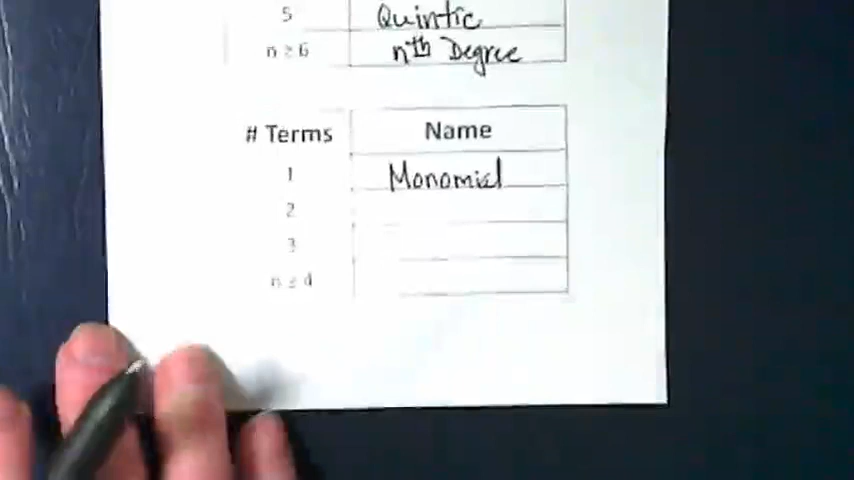 5 Quintic
n ≥ 6 nth Degree
# Terms Name
1 Monomial
2
3
n ≥ 4